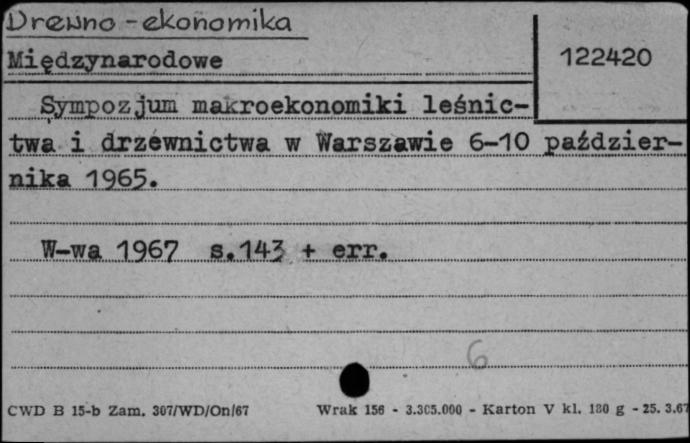 Drewno - ekonomika
Międzynarodowe
122420
Sympozjum makroekonomiki leśnic-
twa i drzewnictwa w Warszawie 6-10 paździer-
nika 1965.
W-wa 1967 s.143 + err.
6
CWD B 15-b Zam. 307/WD/On/67 Wrak 156 - 3.305.000 - Karton V kl. 180 g - 25. 3.67